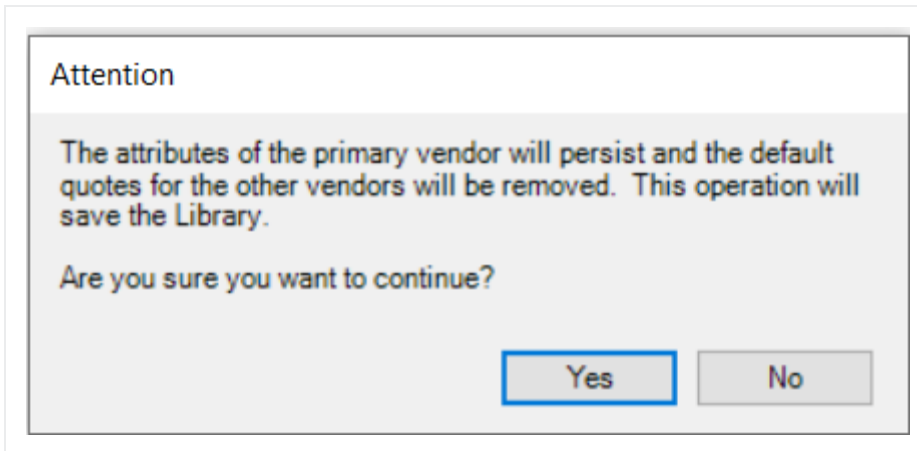 Attention
The attributes of the primary vendor will persist and the default
quotes for the other vendors will be removed.  This operation will
save the Library.
Are you sure you want to continue?
Yes
No